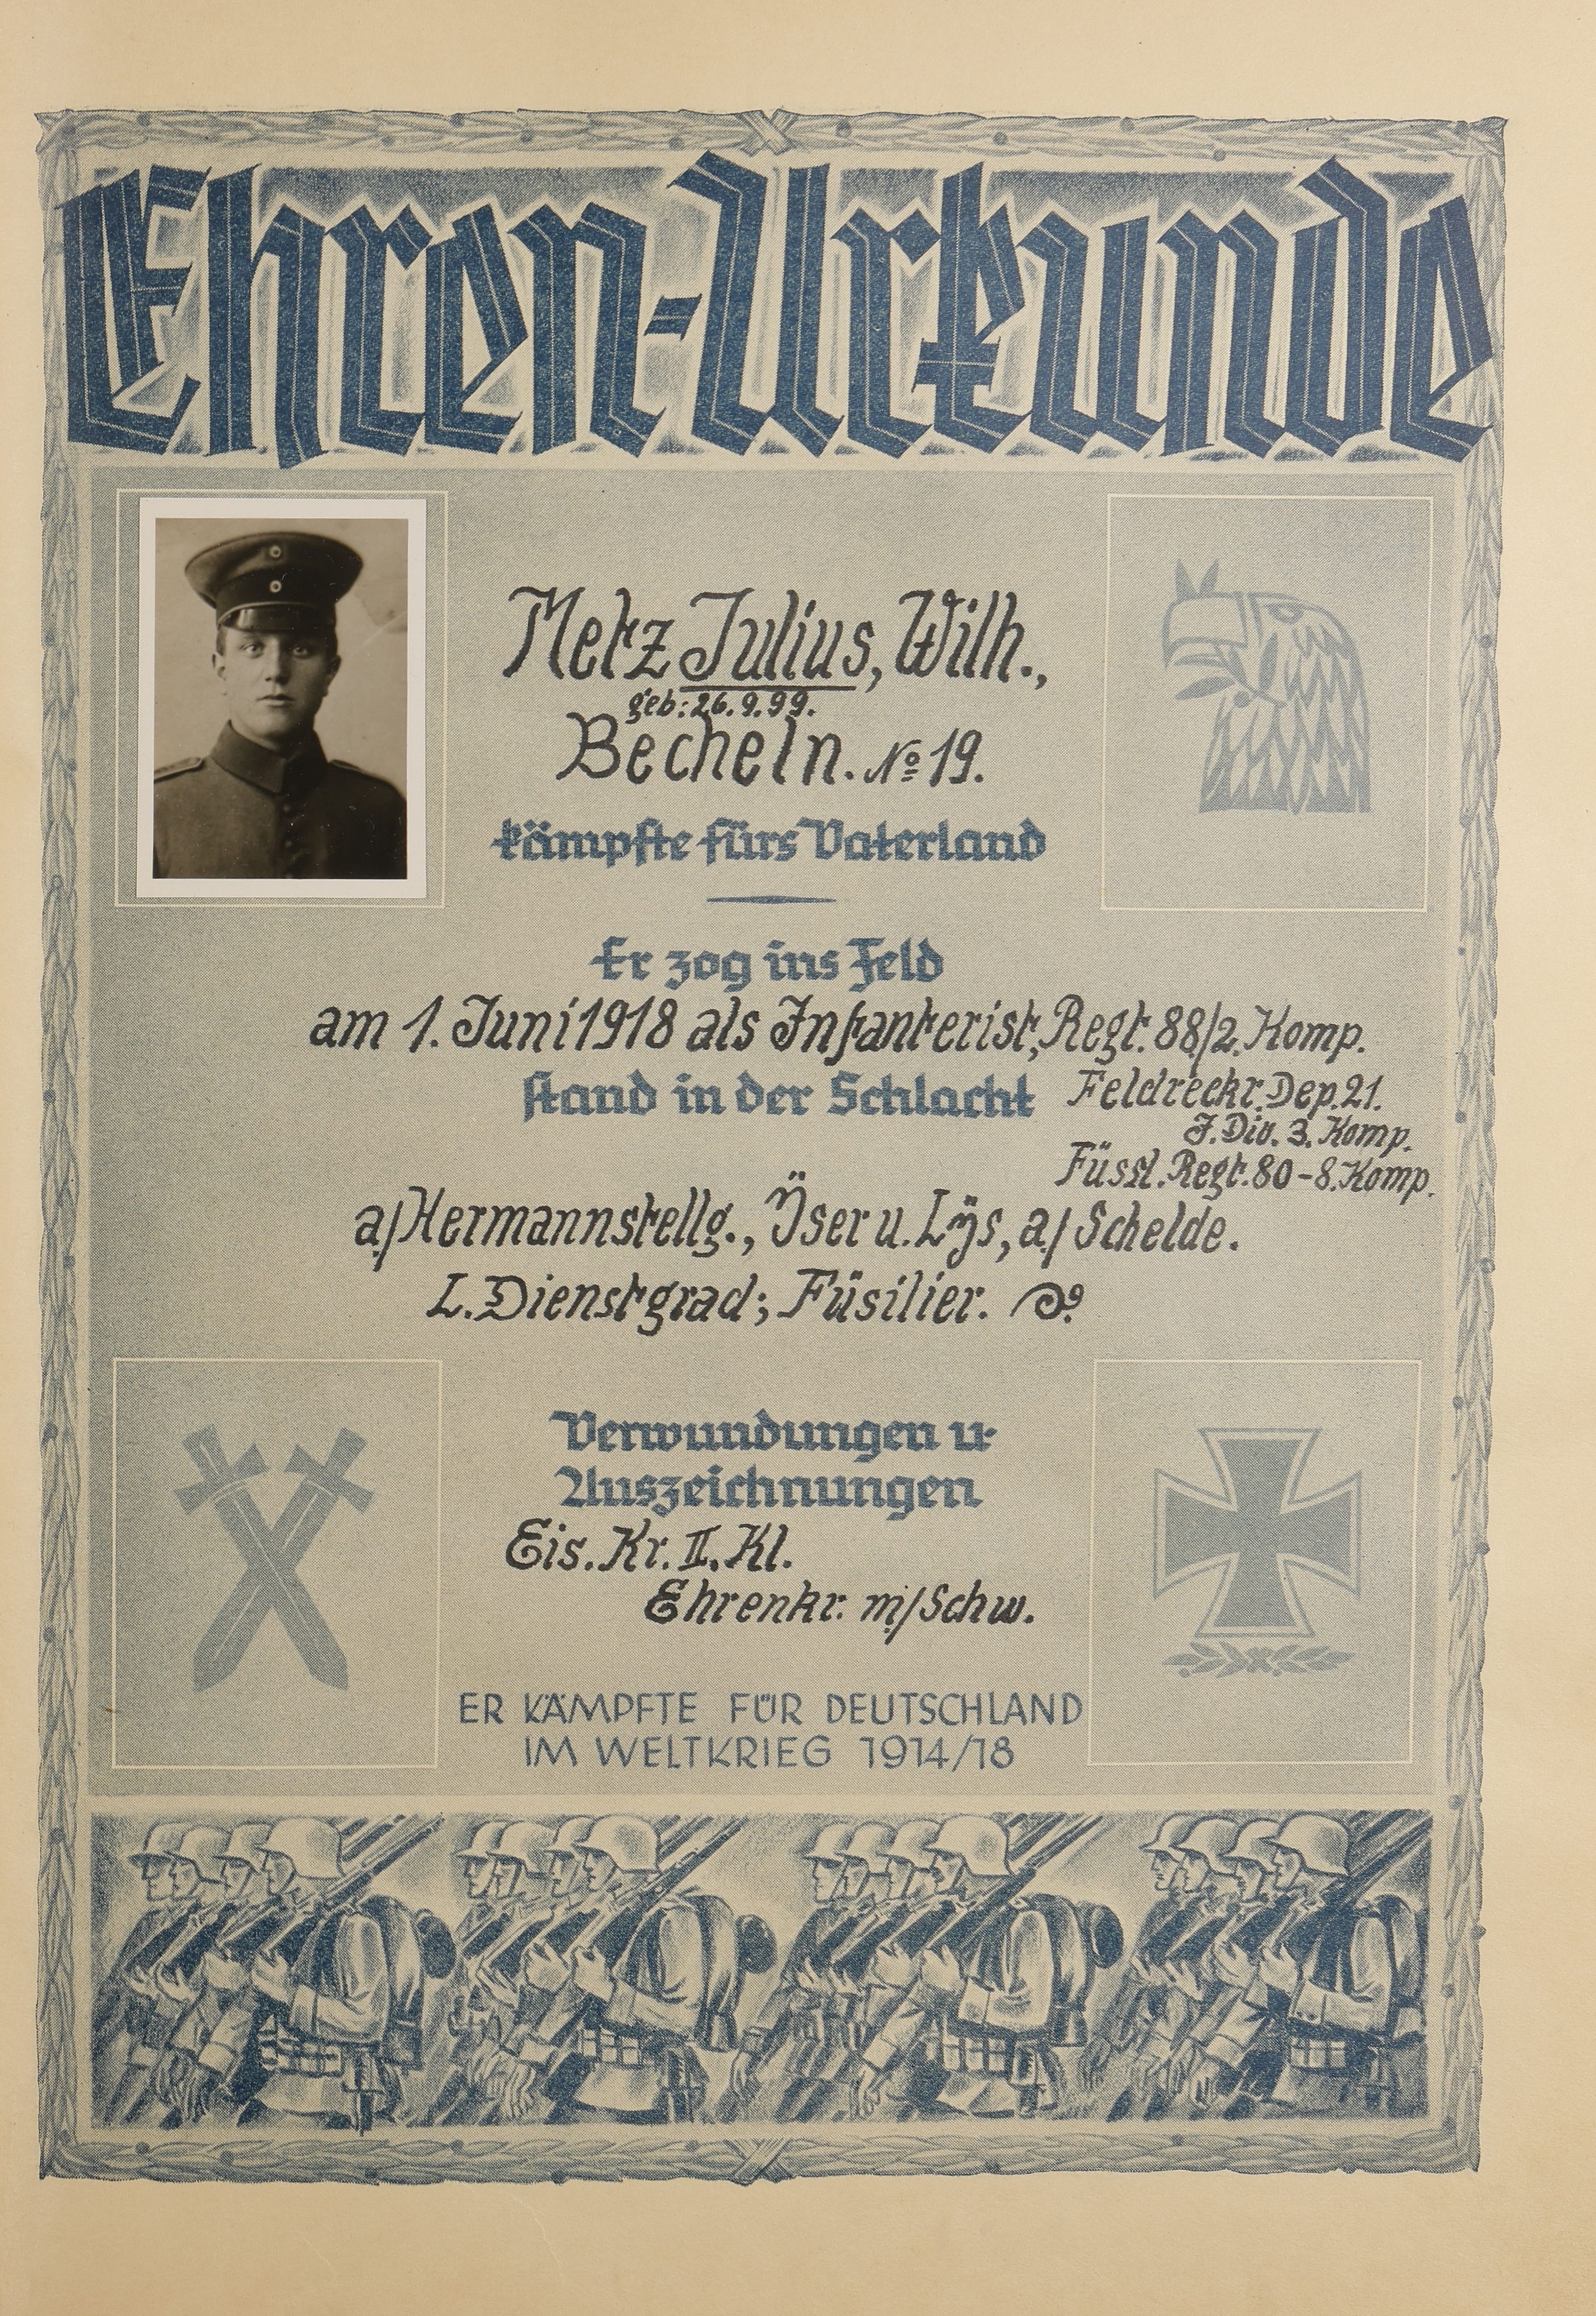 Ehren-Urkunde
Metz Julius, Wilh.,
geb: 26.9.99.
Becheln. No 19.
kämpfte fürs Vaterland
Er zog ins Feld
am 1. Juni 1918 als Infanterist, Regt. 88/2. Komp.
stand in der Schlacht Feldreckr. Dep. 21.
J. Div. 3. Komp.
Füssl. Regt. 80-8. Komp.
a/Hermannstellg., Ÿser u. Lÿs, a/Schelde.
L. Dienstgrad; Füsilier.
Verwundungen u.
Auszeichnungen
Eis. Kr. II. Kl.
Ehrenkr. m/Schw.
ER KÄMPFTE FÜR DEUTSCHLAND
IM WELTKRIEG 1914/18